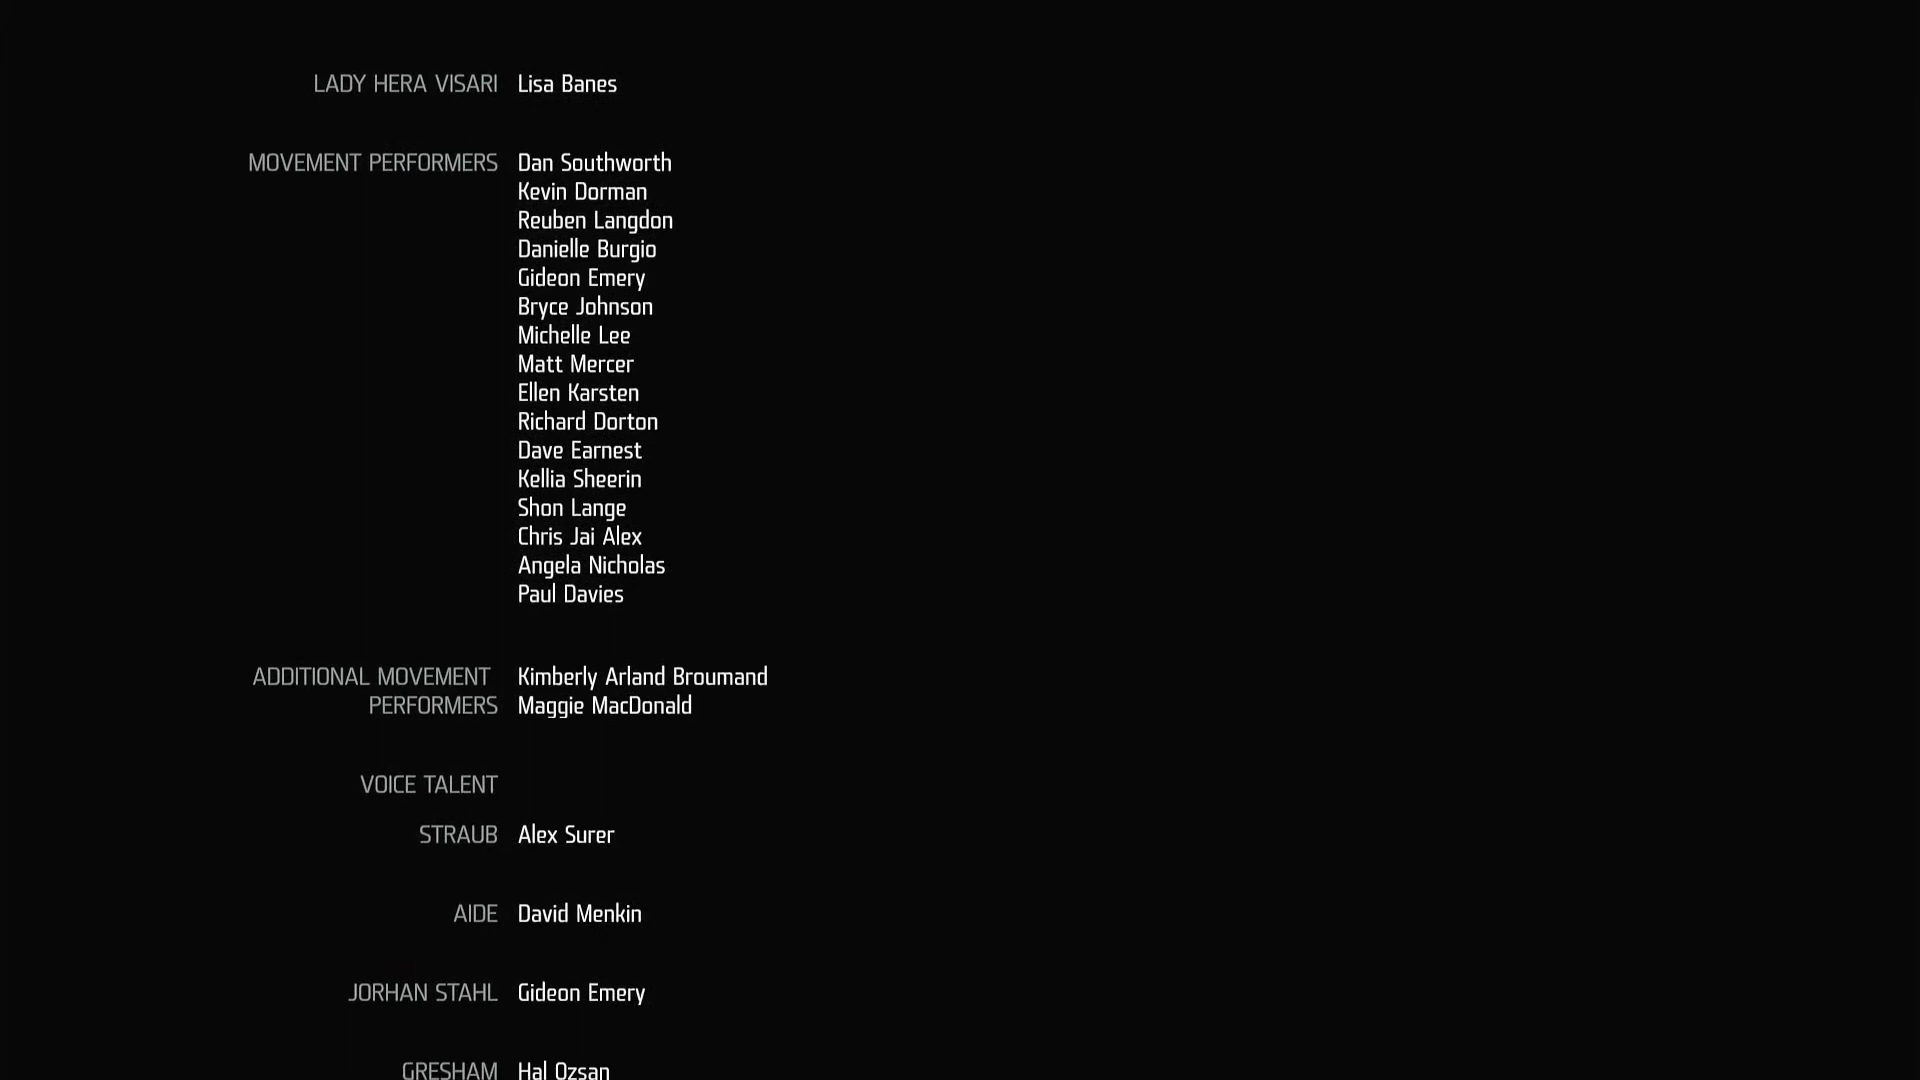 LADY HERA VISARI Lisa Banes
MOVEMENT PERFORMERS Dan Southworth
Kevin Dorman
Reuben Langdon
Danielle Burgio
Gideon Emery
Bryce Johnson
Michelle Lee
Matt Mercer
Ellen Karsten
Richard Dorton
Dave Earnest
Kellia Sheerin
Shon Lange
Chris Jai Alex
Angela Nicholas
Paul Davies
ADDITIONAL MOVEMENT Kimberly Arland Broumand
PERFORMERS Maggie MacDonald
VOICE TALENT
STRAUB Alex Surer
AIDE David Menkin
JORHAN STAHL Gideon Emery
GRESHAM Hal Ozsan